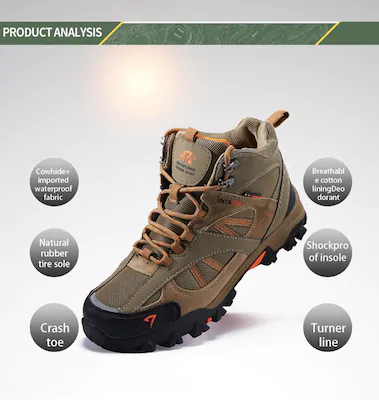 PRODUCT ANALYSIS
Cowhide+
imported
waterproof
fabric
Breathabl
e cotton
liningDeo
dorant
Natural
rubber
tire sole
Shockpro
of insole
Crash
toe
Turner
line